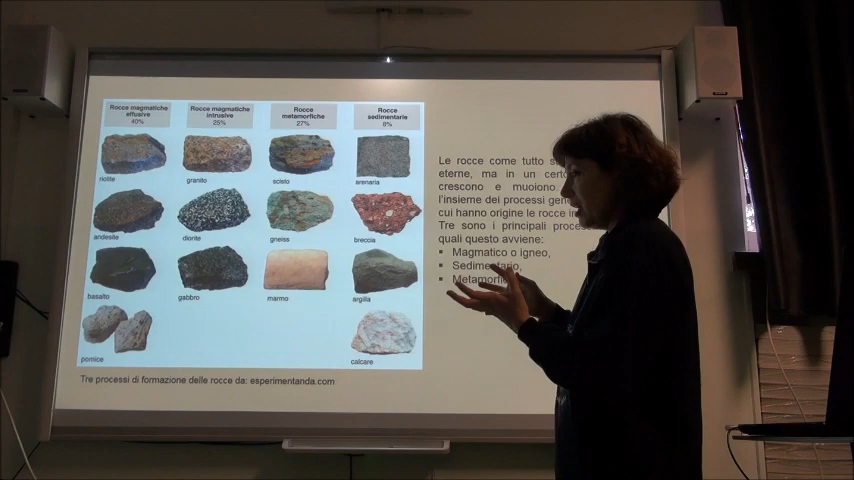 Rocce magmatiche
effusive
40%
Rocce magmatiche
intrusive
25%
Rocce
metamorfiche
27%
Rocce
sedimentarie
8%
riolite
granito
scisto
arenaria
andesite
diorite
gneiss
breccia
basalto
gabbro
marmo
argilla
pomice
calcare
Tre processi di formazione delle rocce da: esperimentanda.com
Le rocce come tutto
eterne, ma in un certo
crescono e muoiono.
l'insieme dei processi
cui hanno origine le rocce
Tre sono i principali
quali questo avviene:
▪ Magmatico o igneo,
▪ Sedimentario,
▪